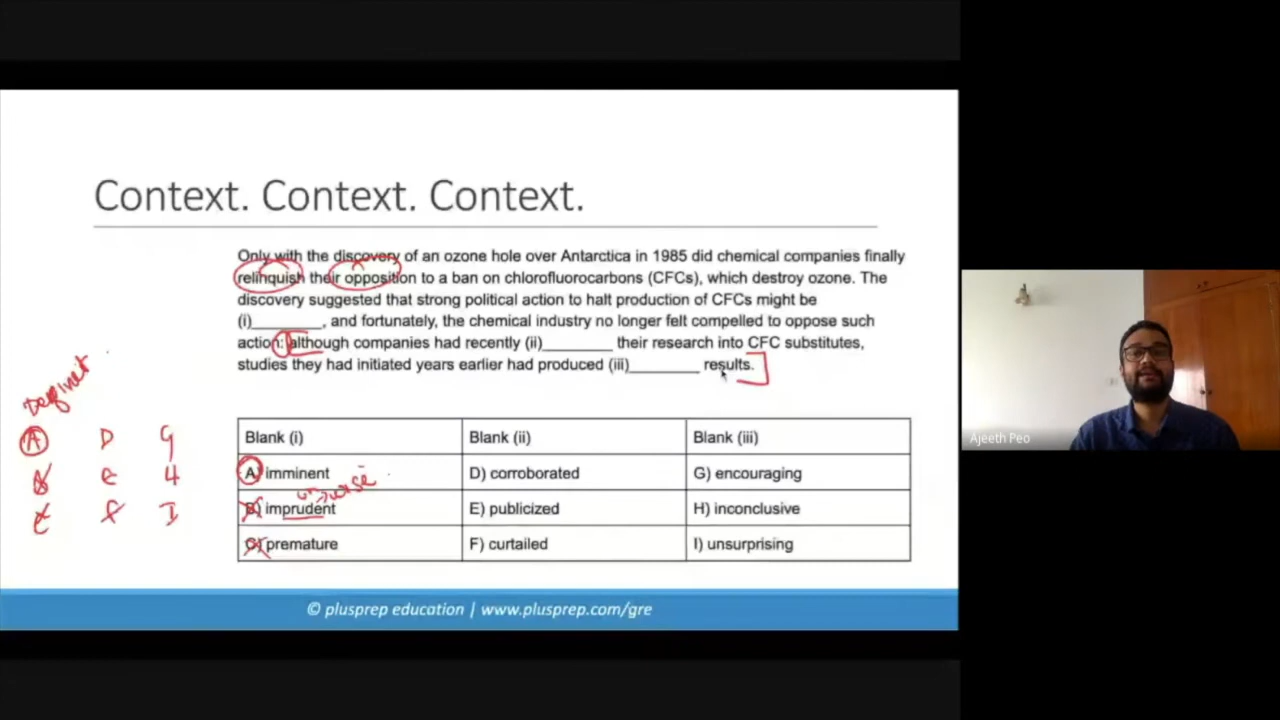 Context. Context. Context.
Only with the discovery of an ozone hole over Antarctica in 1985 did chemical companies finally
relinquish their opposition to a ban on chlorofluorocarbons (CFCs), which destroy ozone. The
discovery suggested that strong political action to halt production of CFCs might be
(i)________, and fortunately, the chemical industry no longer felt compelled to oppose such
action: although companies had recently (ii)________ their research into CFC substitutes,
studies they had initiated years earlier had produced (iii)________ results.
A D G
B E H
C F I
Blank (i) Blank (ii) Blank (iii)
A) imminent D) corroborated G) encouraging
unwise
B) imprudent E) publicized H) inconclusive
C) premature F) curtailed I) unsurprising
© plusprep education | www.plusprep.com/gre
Ajeeth Peo